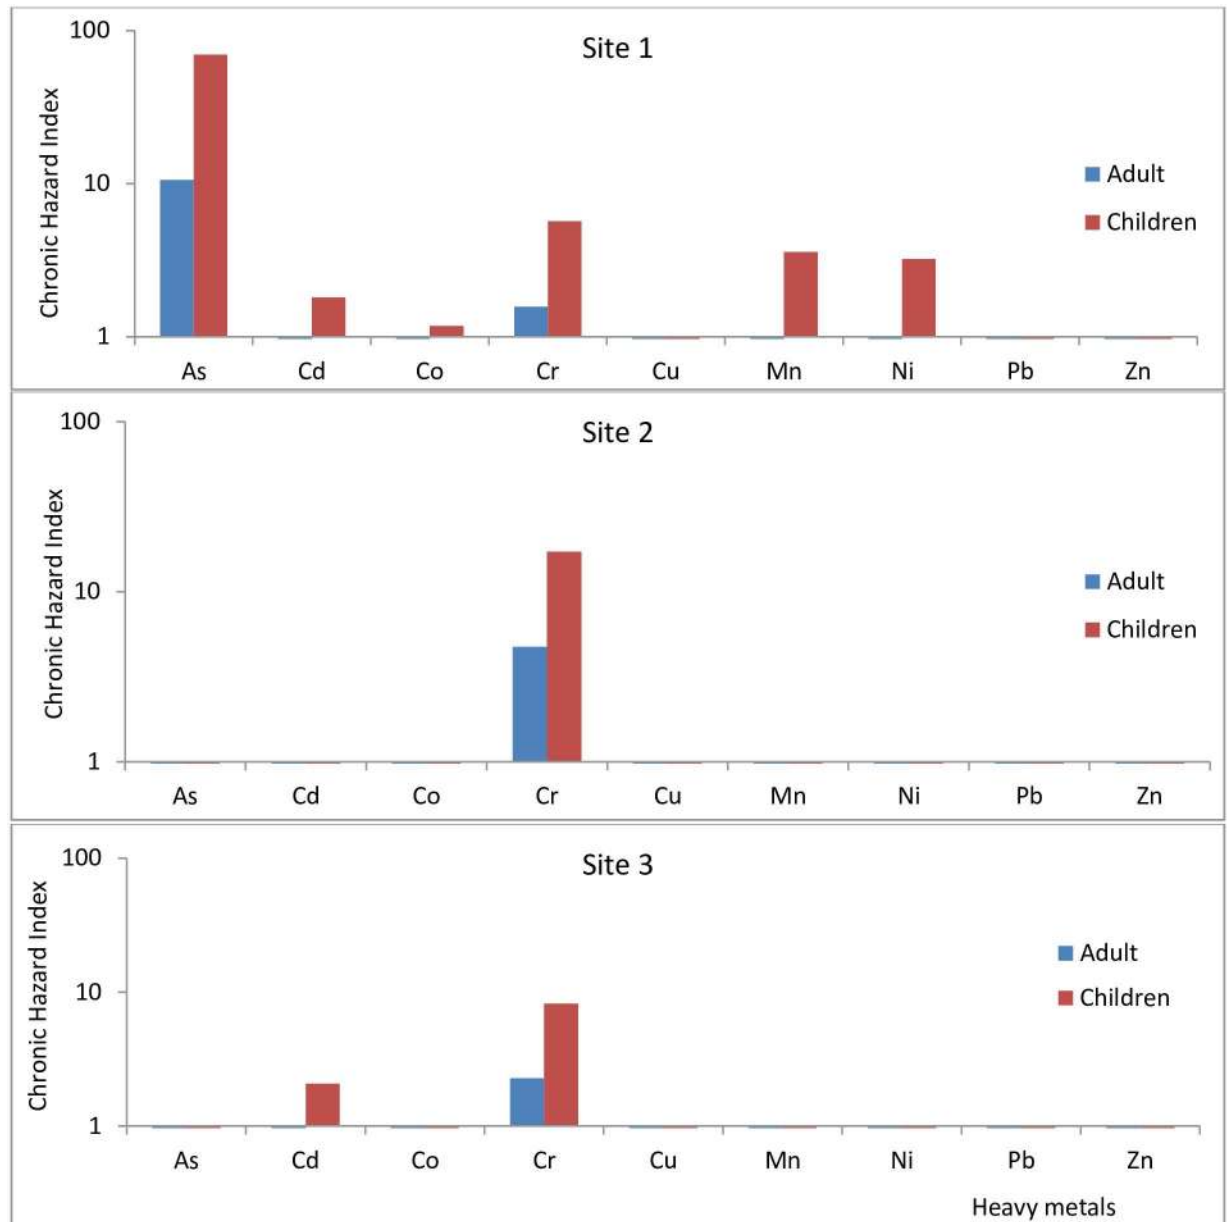 Site 1
Chronic Hazard Index
100
10
1
As Cd Co Cr Cu Mn Ni Pb Zn
Adult
Children
Site 2
Chronic Hazard Index
100
10
1
As Cd Co Cr Cu Mn Ni Pb Zn
Adult
Children
Site 3
Chronic Hazard Index
100
10
1
As Cd Co Cr Cu Mn Ni Pb Zn
Adult
Children
Heavy metals